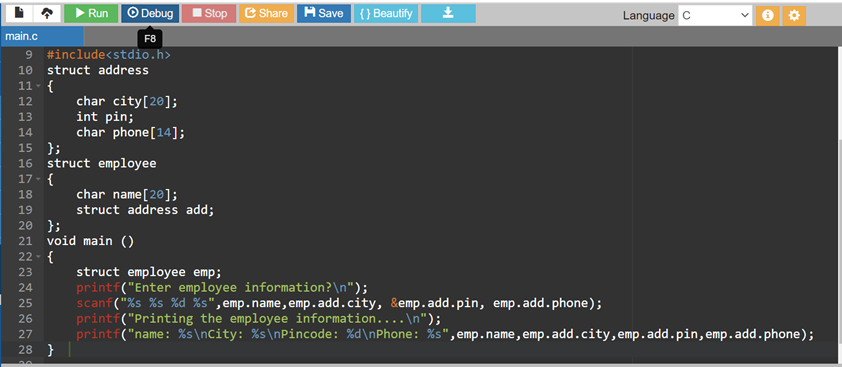 Run Debug Stop Share Save { } Beautify Language C
main.c F8
9 #include<stdio.h>
10 struct address
11 {
12 char city[20];
13 int pin;
14 char phone[14];
15 };
16 struct employee
17 {
18 char name[20];
19 struct address add;
20 };
21 void main ()
22 {
23 struct employee emp;
24 printf("Enter employee information?\n");
25 scanf("%s %s %d %s",emp.name,emp.add.city, &emp.add.pin, emp.add.phone);
26 printf("Printing the employee information....\n");
27 printf("name: %s\nCity: %s\nPincode: %d\nPhone: %s",emp.name,emp.add.city,emp.add.pin,emp.add.phone);
28 }